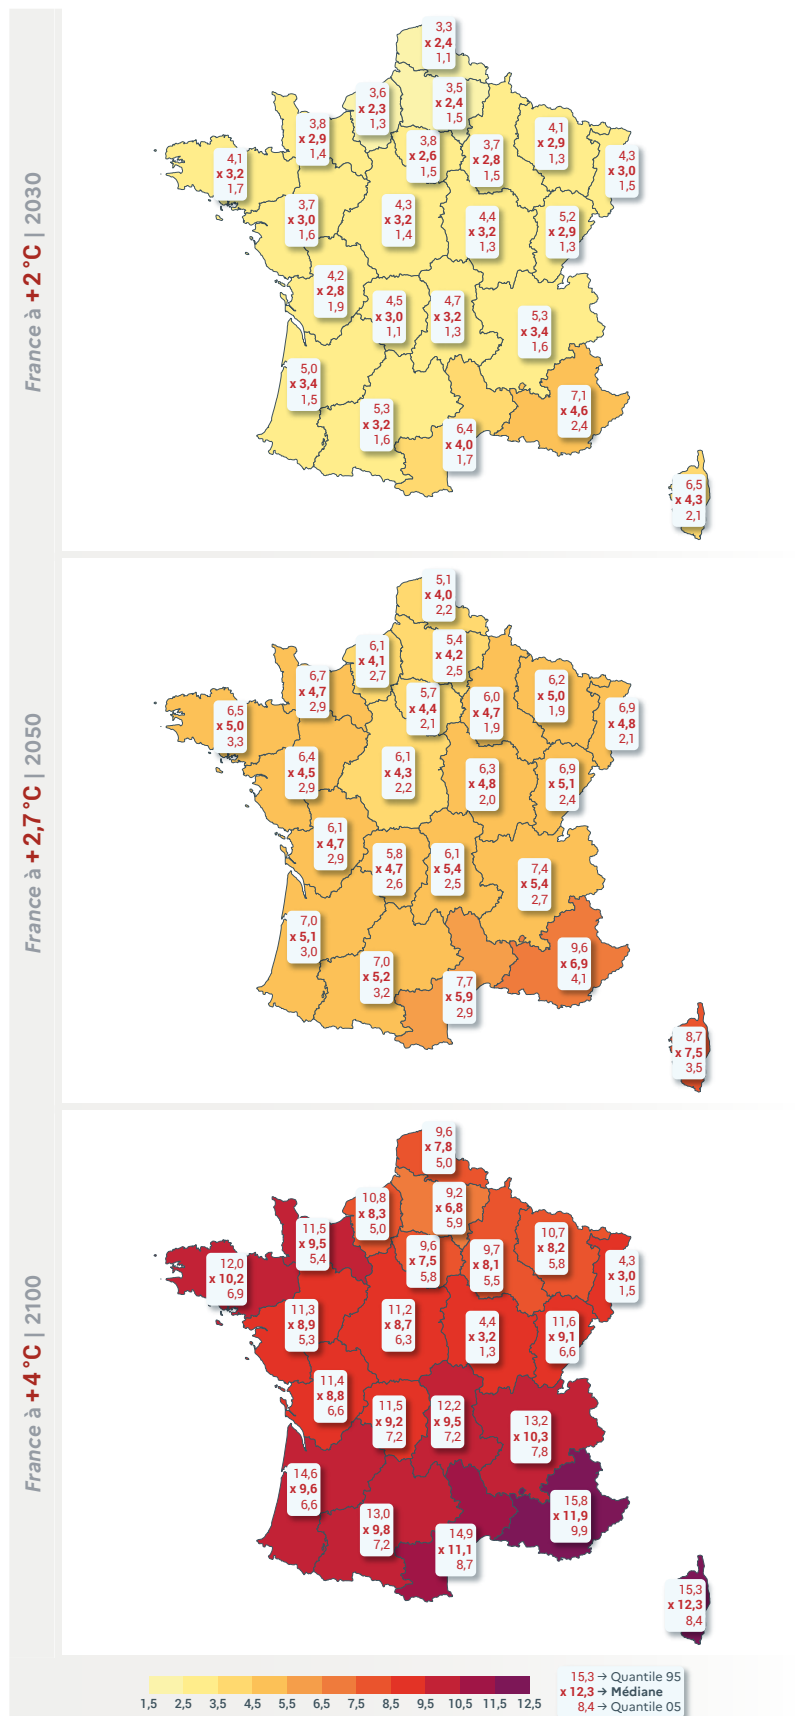 France à +2 °C | 2030
3,3
x 2,4
1,1
3,6
x 2,3
1,3
3,5
x 2,4
1,5
3,8
x 2,9
1,4
3,8
x 2,6
1,5
3,7
x 2,8
1,5
4,1
x 2,9
1,3
4,3
x 3,0
1,5
4,1
x 3,2
1,7
3,7
x 3,0
1,6
4,3
x 3,2
1,4
4,4
x 3,2
1,3
5,2
x 2,9
1,3
4,2
x 2,8
1,9
4,5
x 3,0
1,1
4,7
x 3,2
1,3
5,3
x 3,4
1,6
5,0
x 3,4
1,5
5,3
x 3,2
1,6
6,4
x 4,0
1,7
7,1
x 4,6
2,4
6,5
x 4,3
2,1
France à +2,7 °C | 2050
5,1
x 4,0
2,2
6,1
x 4,1
2,7
5,4
x 4,2
2,5
6,7
x 4,7
2,9
5,7
x 4,4
2,1
6,0
x 4,7
1,9
6,2
x 5,0
1,9
6,9
x 4,8
2,1
6,5
x 5,0
3,3
6,4
x 4,5
2,9
6,1
x 4,3
2,2
6,3
x 4,8
2,0
6,9
x 5,1
2,4
6,1
x 4,7
2,9
5,8
x 4,7
2,6
6,1
x 5,4
2,5
7,4
x 5,4
2,7
7,0
x 5,1
3,0
7,0
x 5,2
3,2
7,7
x 5,9
2,9
9,6
x 6,9
4,1
8,7
x 7,5
3,5
France à +4 °C | 2100
9,6
x 7,8
5,0
10,8
x 8,3
5,0
9,2
x 6,8
5,9
11,5
x 9,5
5,4
9,6
x 7,5
5,8
9,7
x 8,1
5,5
10,7
x 8,2
5,8
4,3
x 3,0
1,5
12,0
x 10,2
6,9
11,3
x 8,9
5,3
11,2
x 8,7
6,3
4,4
x 3,2
1,3
11,6
x 9,1
6,6
11,4
x 8,8
6,6
11,5
x 9,2
7,2
12,2
x 9,5
7,2
13,2
x 10,3
7,8
14,6
x 9,6
6,6
13,0
x 9,8
7,2
14,9
x 11,1
8,7
15,8
x 11,9
9,9
15,3
x 12,3
8,4
1,5 2,5 3,5 4,5 5,5 6,5 7,5 8,5 9,5 10,5 11,5 12,5
15,3 → Quantile 95
x 12,3 → Médiane
8,4 → Quantile 05